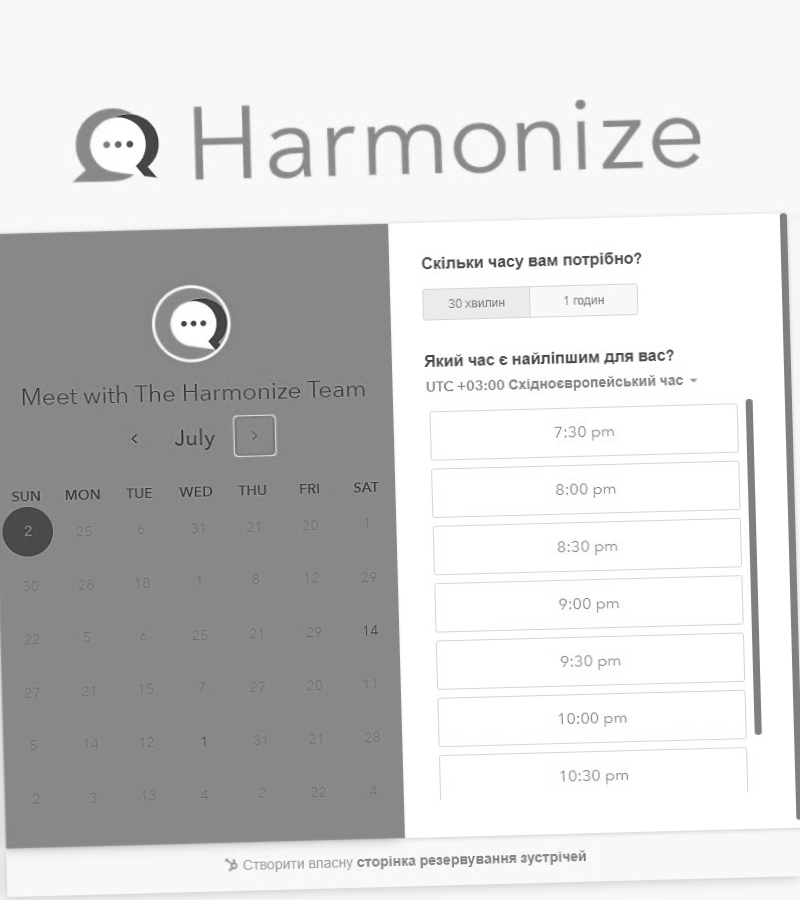 Harmonize
Meet with The Harmonize Team
July
SUN MON TUE WED THU FRI SAT
2 25 6 31 21 20 1
30 28 18 1 8 12 29
22 5 6 25 21 29 14
27 21 15 7 27 20 11
5 14 12 1 31 21 28
2 3 13 4 2 22 4
Скільки часу вам потрібно?
30 хвилин 1 годин
Який час є найліпшим для вас?
UTC +03:00 Східноєвропейський час
7:30 pm
8:00 pm
8:30 pm
9:00 pm
9:30 pm
10:00 pm
10:30 pm
Створити власну сторінка резервування зустрічей